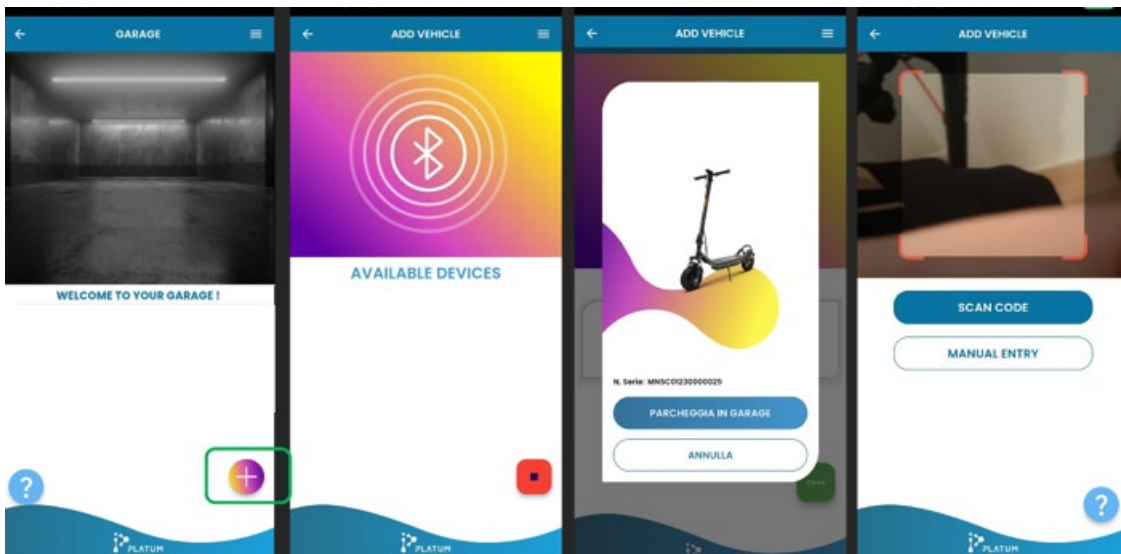 GARAGE
WELCOME TO YOUR GARAGE !
?
PLATUM
ADD VEHICLE
AVAILABLE DEVICES
PLATUM
ADD VEHICLE
N. Serie: MNSC01230000025
PARCHEGGIA IN GARAGE
ANNULLA
ADD VEHICLE
SCAN CODE
MANUAL ENTRY
?
PLATUM